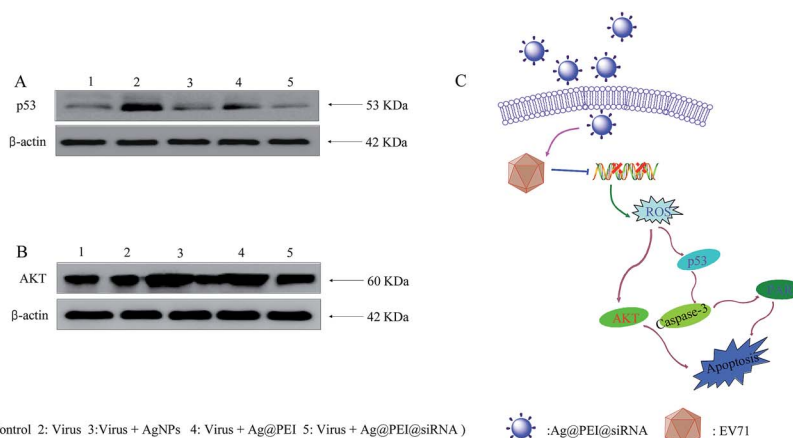 A
1 2 3 4 5
p53
53 KDa
β-actin
42 KDa
B
1 2 3 4 5
AKT
60 KDa
β-actin
42 KDa
C
ROS
p53
AKT
Caspase-3
Apoptosis
ontrol 2: Virus 3:Virus + AgNPs 4: Virus + Ag@PEI 5: Virus + Ag@PEI@siRNA )
:Ag@PEI@siRNA
: EV71